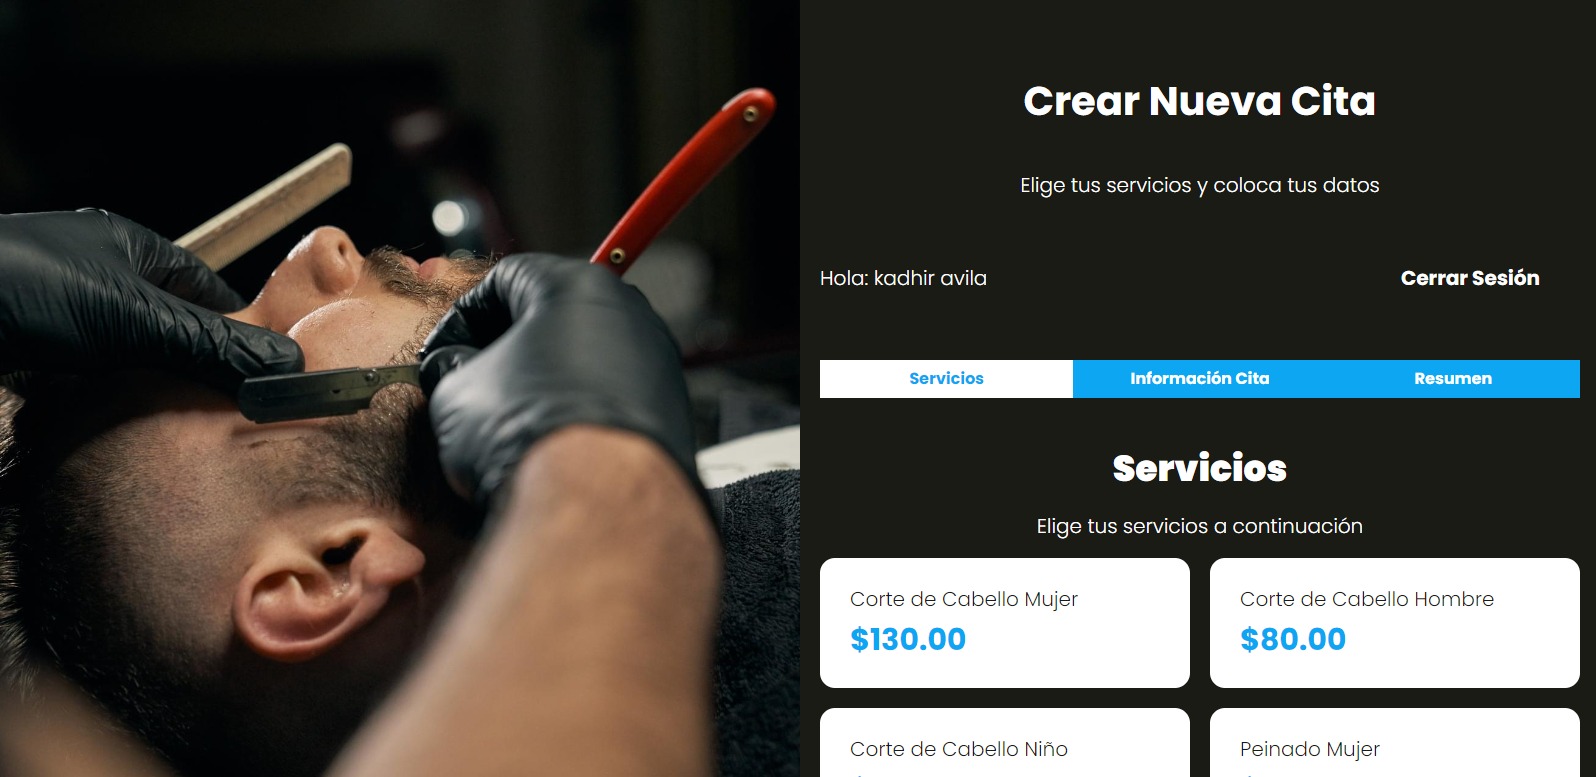 Crear Nueva Cita
Elige tus servicios y coloca tus datos
Hola: kadhir avila
Cerrar Sesión
Servicios
Información Cita
Resumen
Servicios
Elige tus servicios a continuación
Corte de Cabello Mujer
$130.00
Corte de Cabello Hombre
$80.00
Corte de Cabello Niño
Peinado Mujer